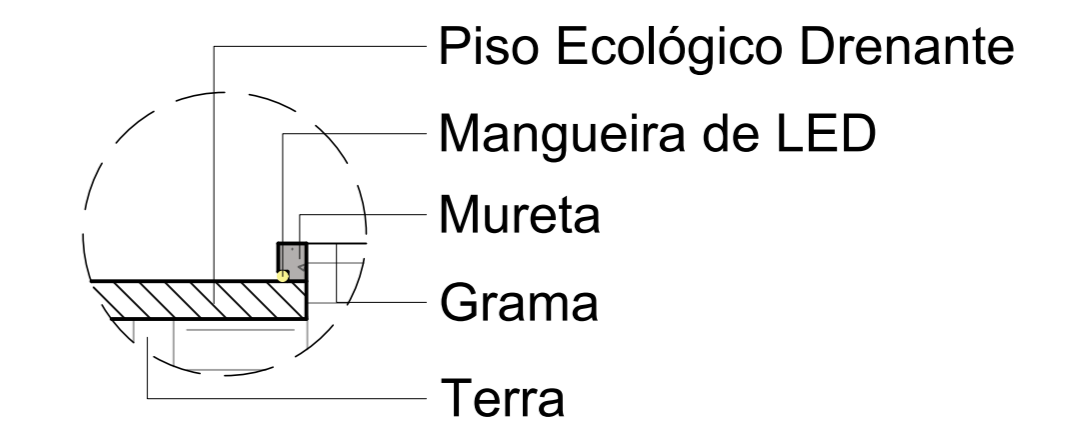 Piso Ecológico Drenante
Mangueira de LED
Mureta
Grama
Terra